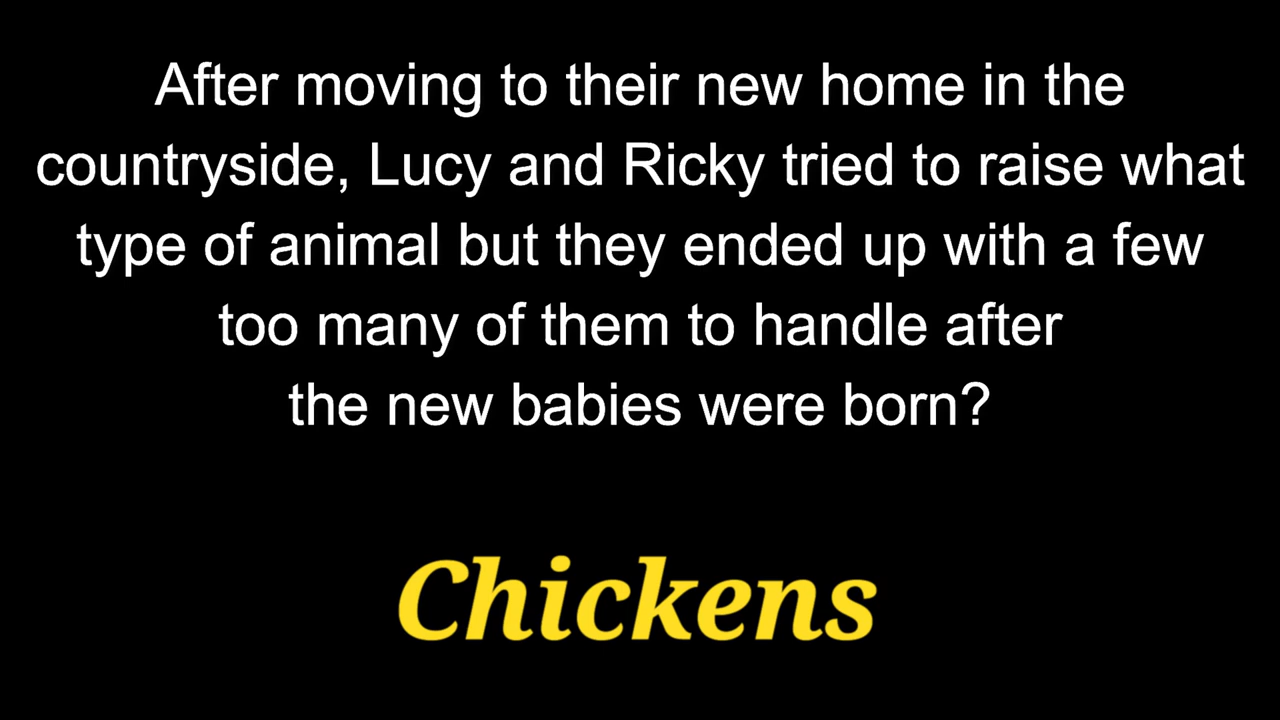 After moving to their new home in the
countryside, Lucy and Ricky tried to raise what
type of animal but they ended up with a few
too many of them to handle after
the new babies were born?
Chickens